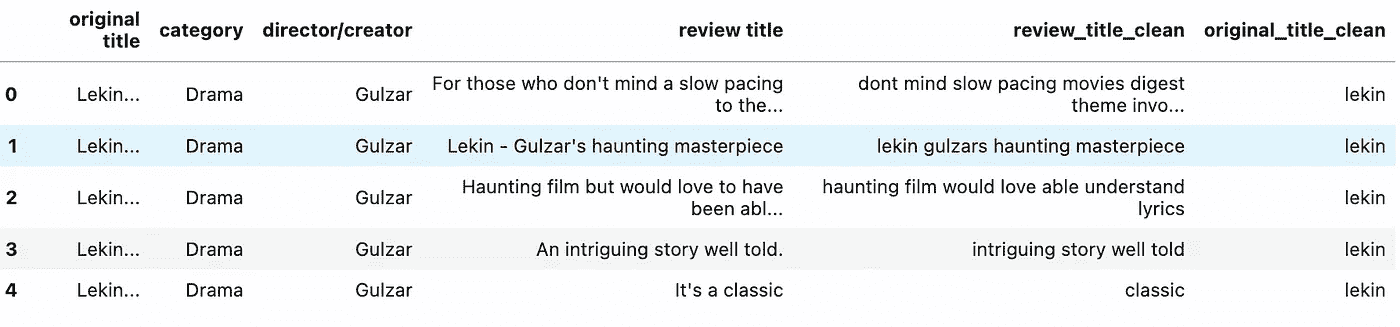 original title category director/creator review title review_title_clean original_title_clean
0 Lekin... Drama Gulzar For those who don't mind a slow pacing to the... dont mind slow pacing movies digest theme invo... lekin
1 Lekin... Drama Gulzar Lekin - Gulzar's haunting masterpiece lekin gulzars haunting masterpiece lekin
2 Lekin... Drama Gulzar Haunting film but would love to have been abl... haunting film would love able understand lyrics lekin
3 Lekin... Drama Gulzar An intriguing story well told. intriguing story well told lekin
4 Lekin... Drama Gulzar It's a classic classic lekin